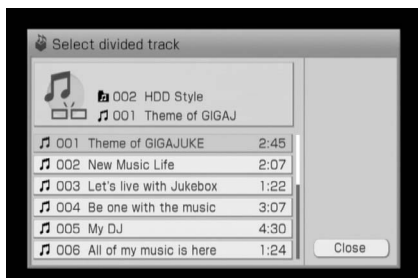 Select divided track
002 HDD Style
001 Theme of GIGAJ
001 Theme of GIGAJUKE 2:45
002 New Music Life 2:07
003 Let's live with Jukebox 1:22
004 Be one with the music 3:07
005 My DJ 4:30
006 All of my music is here 1:24
Close